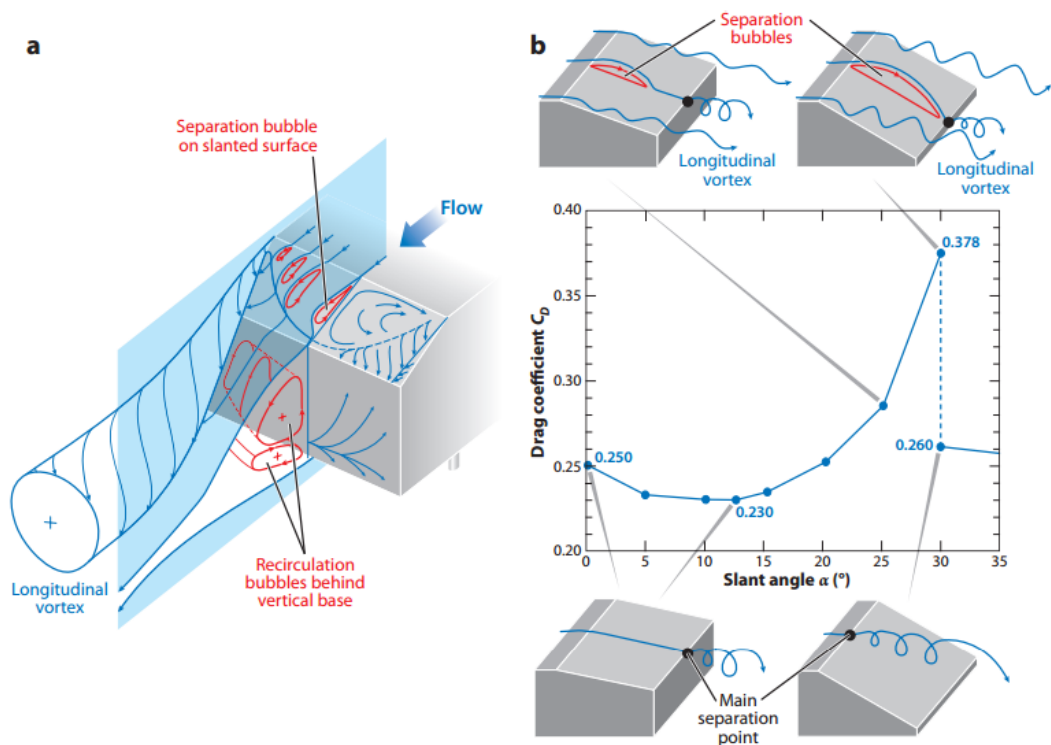 a
Separation bubble
on slanted surface
Flow
Longitudinal
vortex
Recirculation
bubbles behind
vertical base
b
Separation
bubbles
Longitudinal
vortex
Longitudinal
vortex
Drag coefficient C_D
0.40
0.35
0.30
0.25
0.20
0.250
0.230
0.378
0.260
0
5
10
15
20
25
30
35
Slant angle α (°)
Main
separation
point